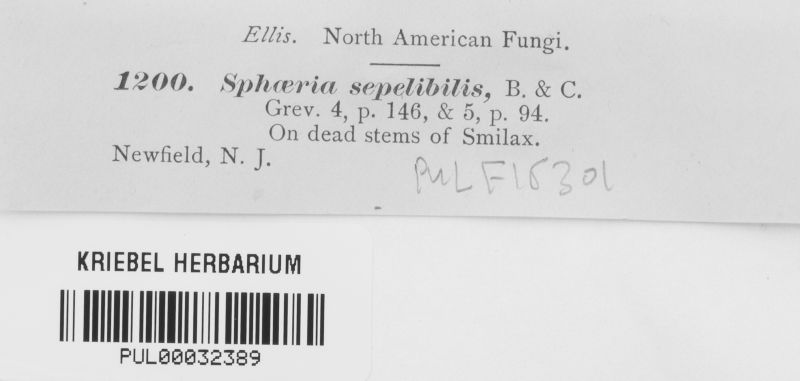 Ellis. North American Fungi.
1200. Sphæria sepelibilis, B. & C.
Grev. 4, p. 146, & 5, p. 94.
On dead stems of Smilax.
Newfield, N. J.
PUL F15301
KRIEBEL HERBARIUM
PUL00032389